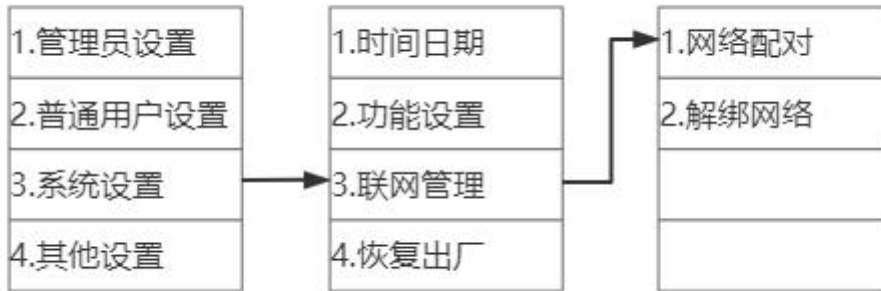 1.管理员设置
2.普通用户设置
3.系统设置
4.其他设置
1.时间日期
2.功能设置
3.联网管理
4.恢复出厂
1.网络配对
2.解绑网络